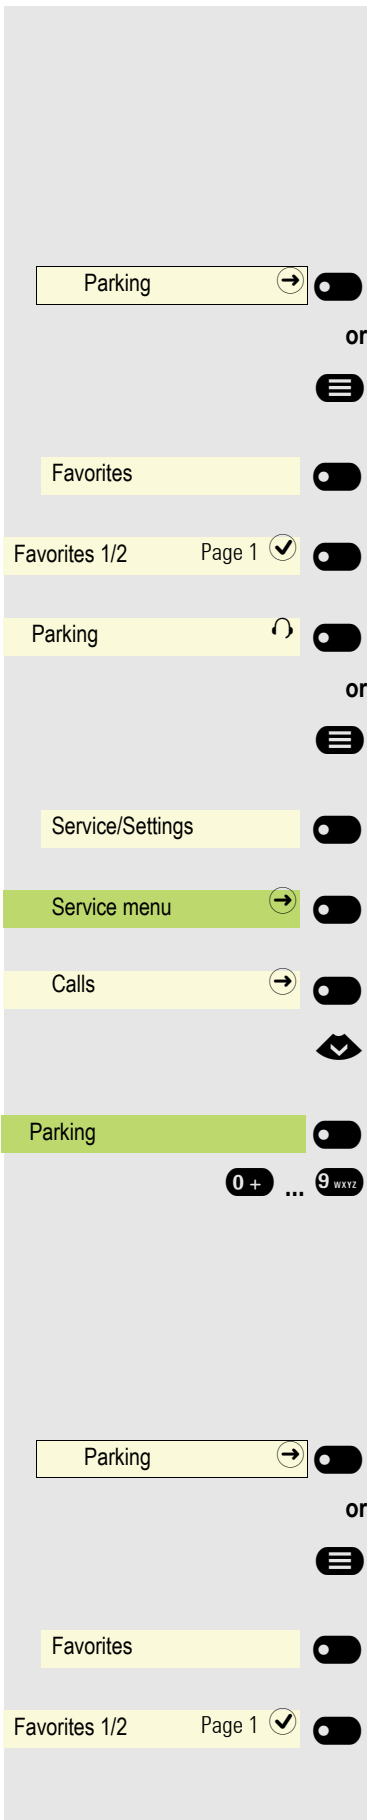 Parking
or
Favorites
Favorites 1/2 Page 1
Parking
or
Service/Settings
Service menu
Calls
Parking
0 + ... 9 WXYZ
Parking
or
Favorites
Favorites 1/2 Page 1